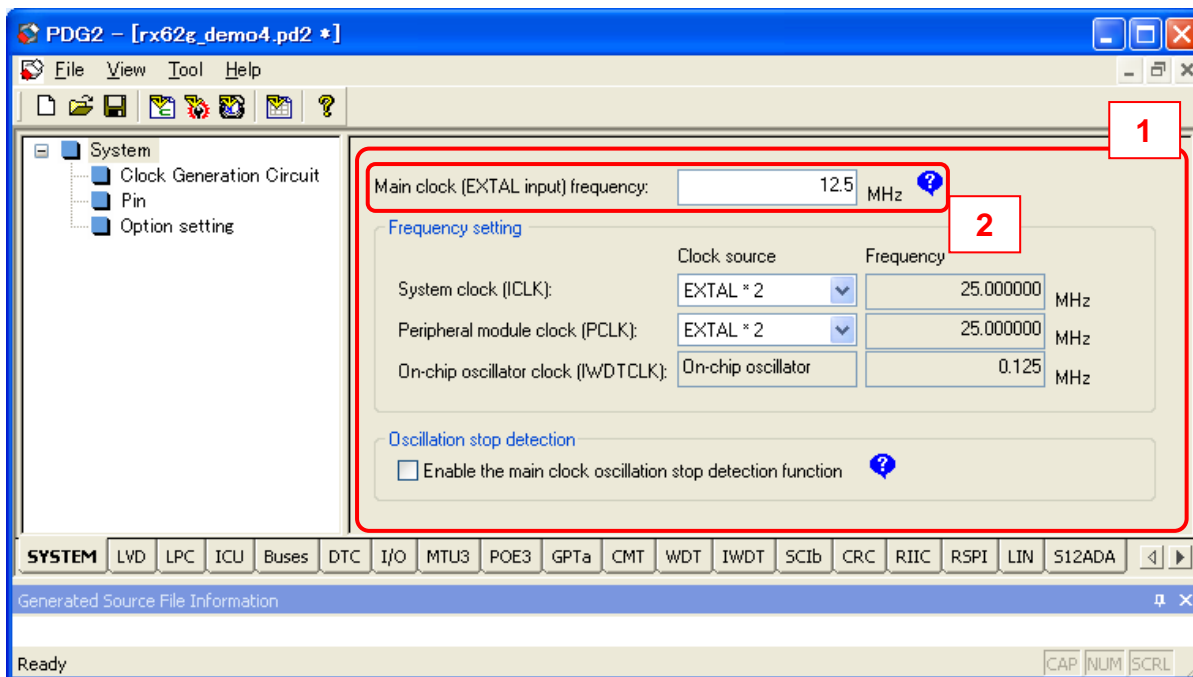 PDG2 - [rx62g_demo4.pd2 *]
File View Tool Help
1
System
Clock Generation Circuit
Pin
Option setting
Main clock (EXTAL input) frequency: 12.5 MHz
2
Frequency setting
Clock source Frequency
System clock (ICLK): EXTAL * 2 25.000000 MHz
Peripheral module clock (PCLK): EXTAL * 2 25.000000 MHz
On-chip oscillator clock (IWDTCLK): On-chip oscillator 0.125 MHz
Oscillation stop detection
Enable the main clock oscillation stop detection function
SYSTEM LVD LPC ICU Buses DTC I/O MTU3 POE3 GPTa CMT WDT IWDT SCIb CRC RIIC RSPI LIN S12ADA
Generated Source File Information
Ready CAP NUM SCRL